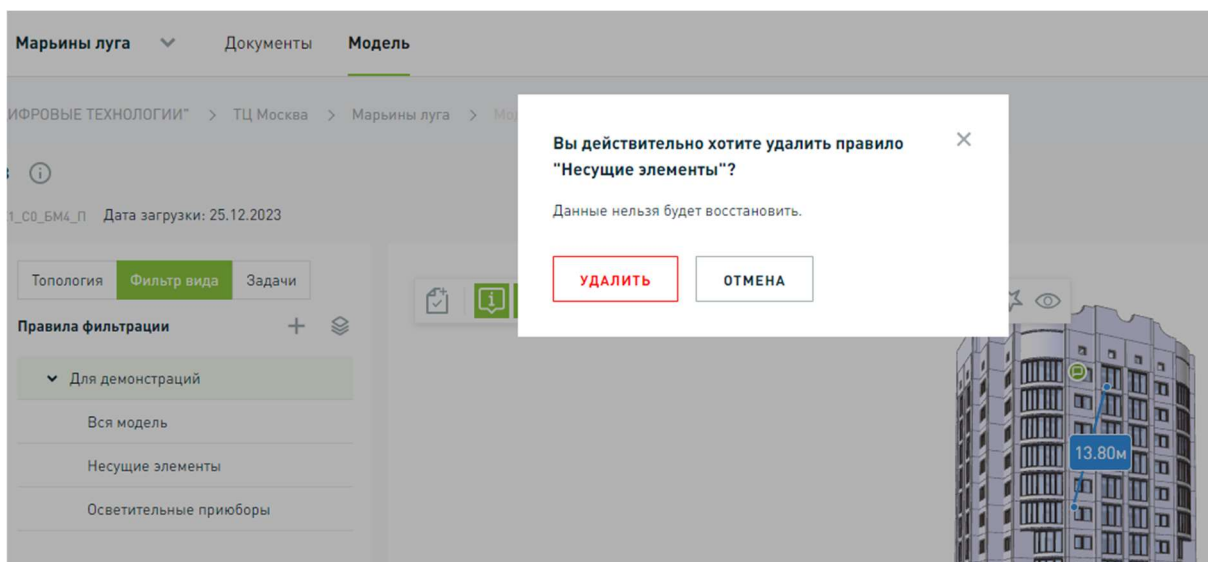 Марьины луга Документы Модель
ИФРОВЫЕ ТЕХНОЛОГИИ" > ТЦ Москва > Марьины луга >
Вы действительно хотите удалить правило
"Несущие элементы"?
Данные нельзя будет восстановить.
УДАЛИТЬ ОТМЕНА
1_С0_БМ4_П Дата загрузки: 25.12.2023
Топология Фильтр вида Задачи
Правила фильтрации
Для демонстраций
Вся модель
Несущие элементы
Осветительные приюборы
13.80м